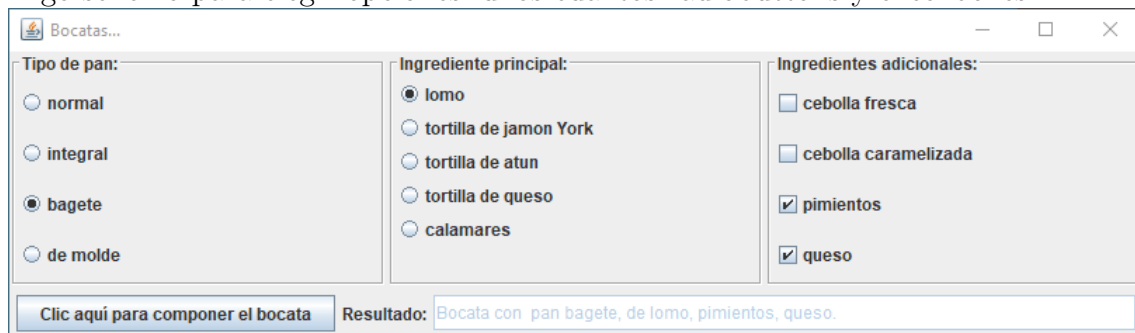 Bocatas...
Tipo de pan:
normal
integral
bagete
de molde
Ingrediente principal:
lomo
tortilla de jamon York
tortilla de atun
tortilla de queso
calamares
Ingredientes adicionales:
cebolla fresca
cebolla caramelizada
pimientos
queso
Clic aquí para componer el bocata
Resultado: Bocata con pan bagete, de lomo, pimientos, queso.